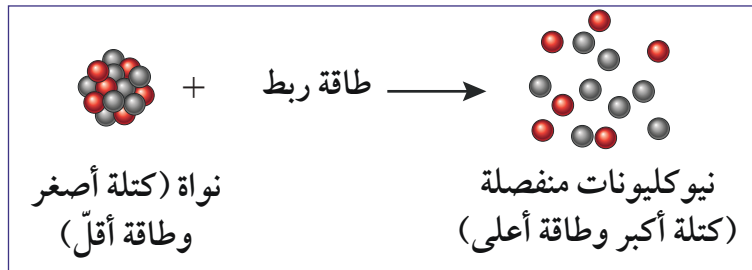 + طاقة ربط
نواة (كتلة أصغر
وطاقة أقلّ)
نيوكليونات منفصلة
(كتلة أكبر وطاقة أعلى)